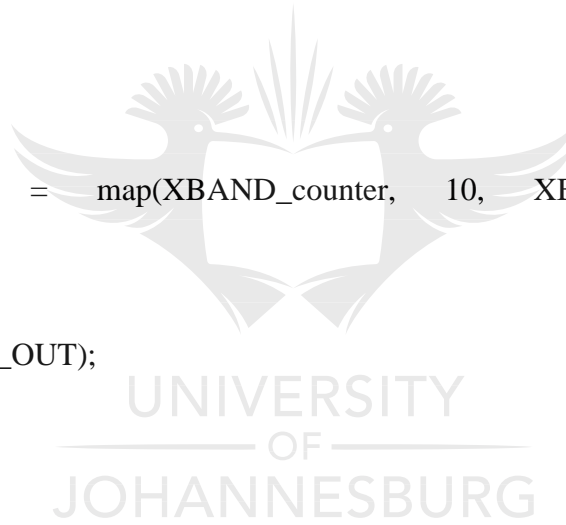 = map(XBAND_counter, 10, XB
_OUT);
UNIVERSITY
OF
JOHANNESBURG